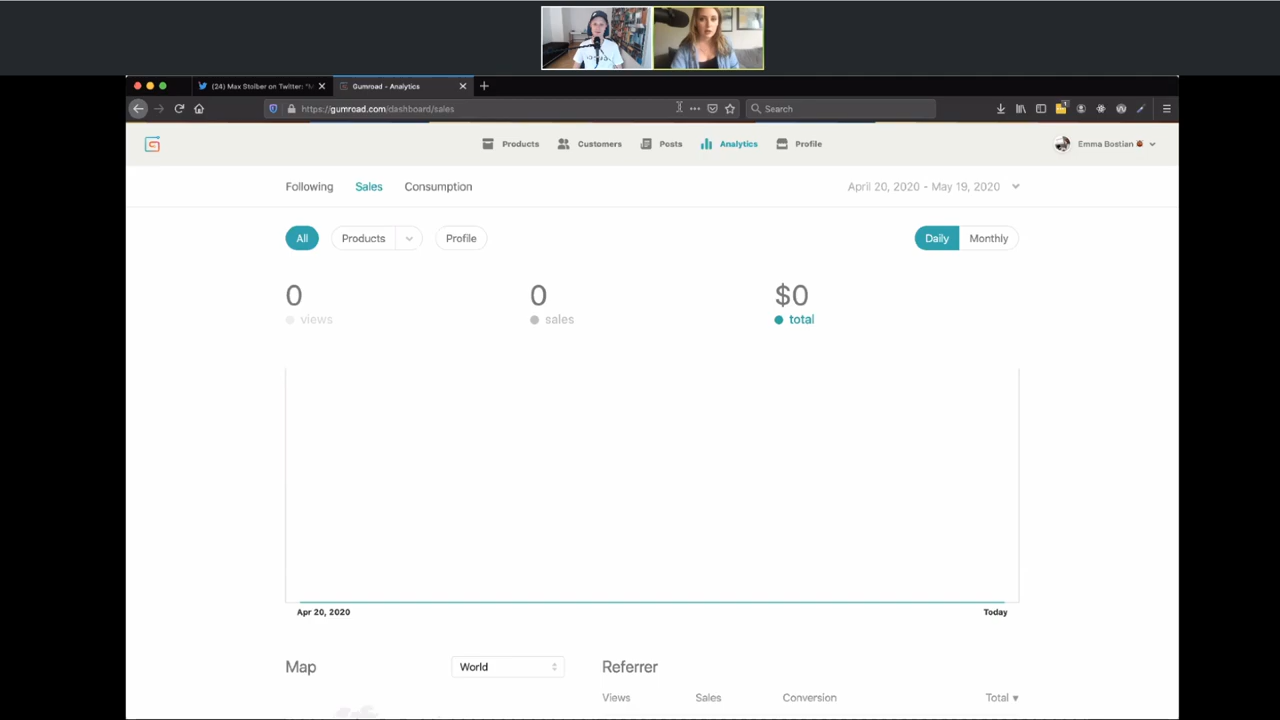 (24) Max Stoiber on Twitter: "M
Gumroad - Analytics
https://gumroad.com/dashboard/sales
Search
Products
Customers
Posts
Analytics
Profile
Emma Bostian
Following
Sales
Consumption
April 20, 2020 - May 19, 2020
All
Products
Profile
Daily
Monthly
0
0
$0
views
sales
total
Apr 20, 2020
Today
Map
World
Referrer
Views
Sales
Conversion
Total ▼